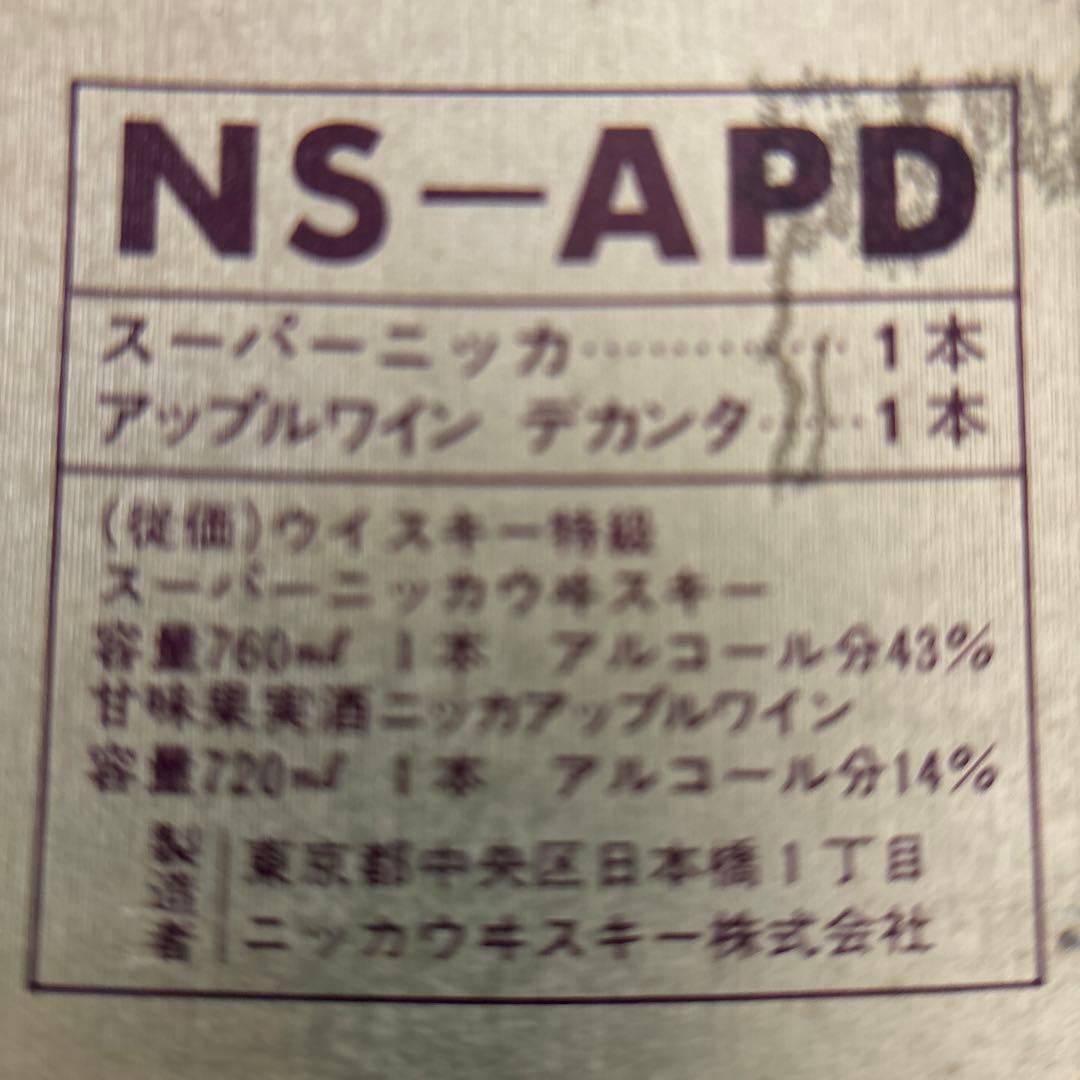 NS－APD
スーパーニッカ…………1本
アップルワイン デカンタ……1本
(従価)ウイスキー特級
スーパーニッカウヰスキー
容量760ml 1本 アルコール分43%
甘味果実酒ニッカアップルワイン
容量720ml 1本 アルコール分14%
製造者
東京都中央区日本橋1丁目
ニッカウヰスキー株式会社